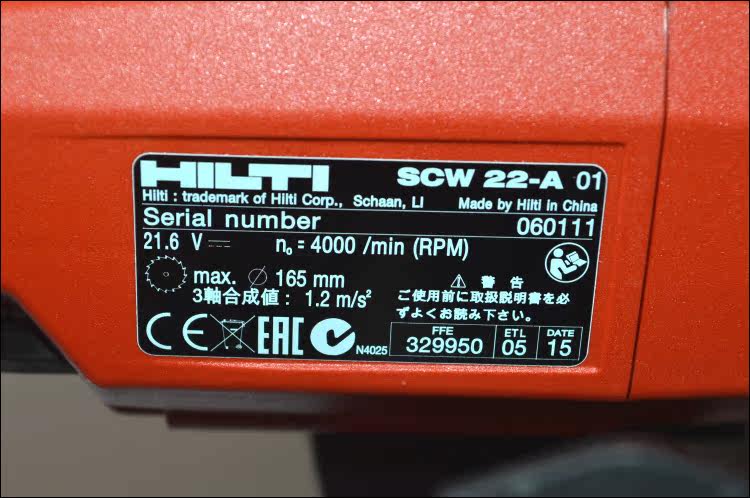 HILTI SCW 22-A 01
Hilti : trademark of Hilti Corp., Schaan, LI Made by Hilti in China
Serial number 060111
21.6 V n₀ = 4000 /min (RPM)
max. Ø 165 mm
3軸合成値 : 1.2 m/s²
⚠ 警告
ご使用前に取扱説明書を必
ずよくお読み下さい。
CE EAC N4025
FFE ETL DATE
329950 05 15